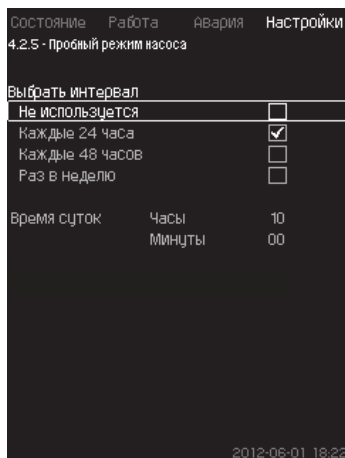 Состояние Работа Авария Настройки
4.2.5 - Пробный режим насоса
Выбрать интервал
Не используется
Каждые 24 часа
Каждые 48 часов
Раз в неделю
Время суток Часы 10
Минуты 00
2012-06-01 18:22